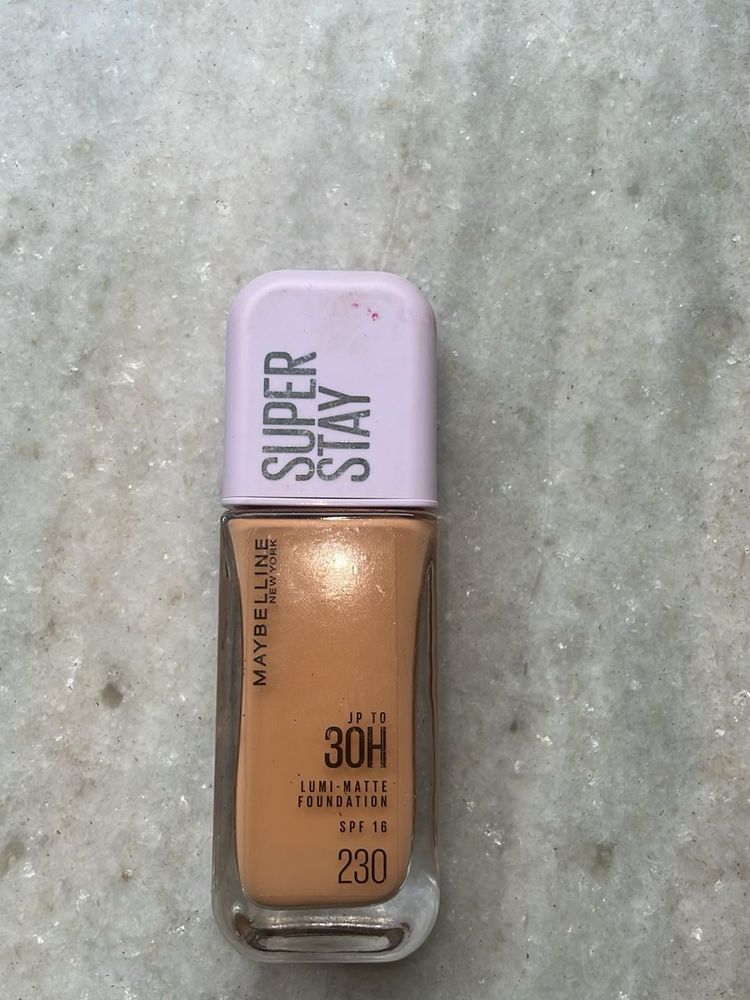 SUPER
STAY
MAYBELLINE
NEW YORK
JP TO
30H
LUMI-MATTE
FOUNDATION
SPF 16
230